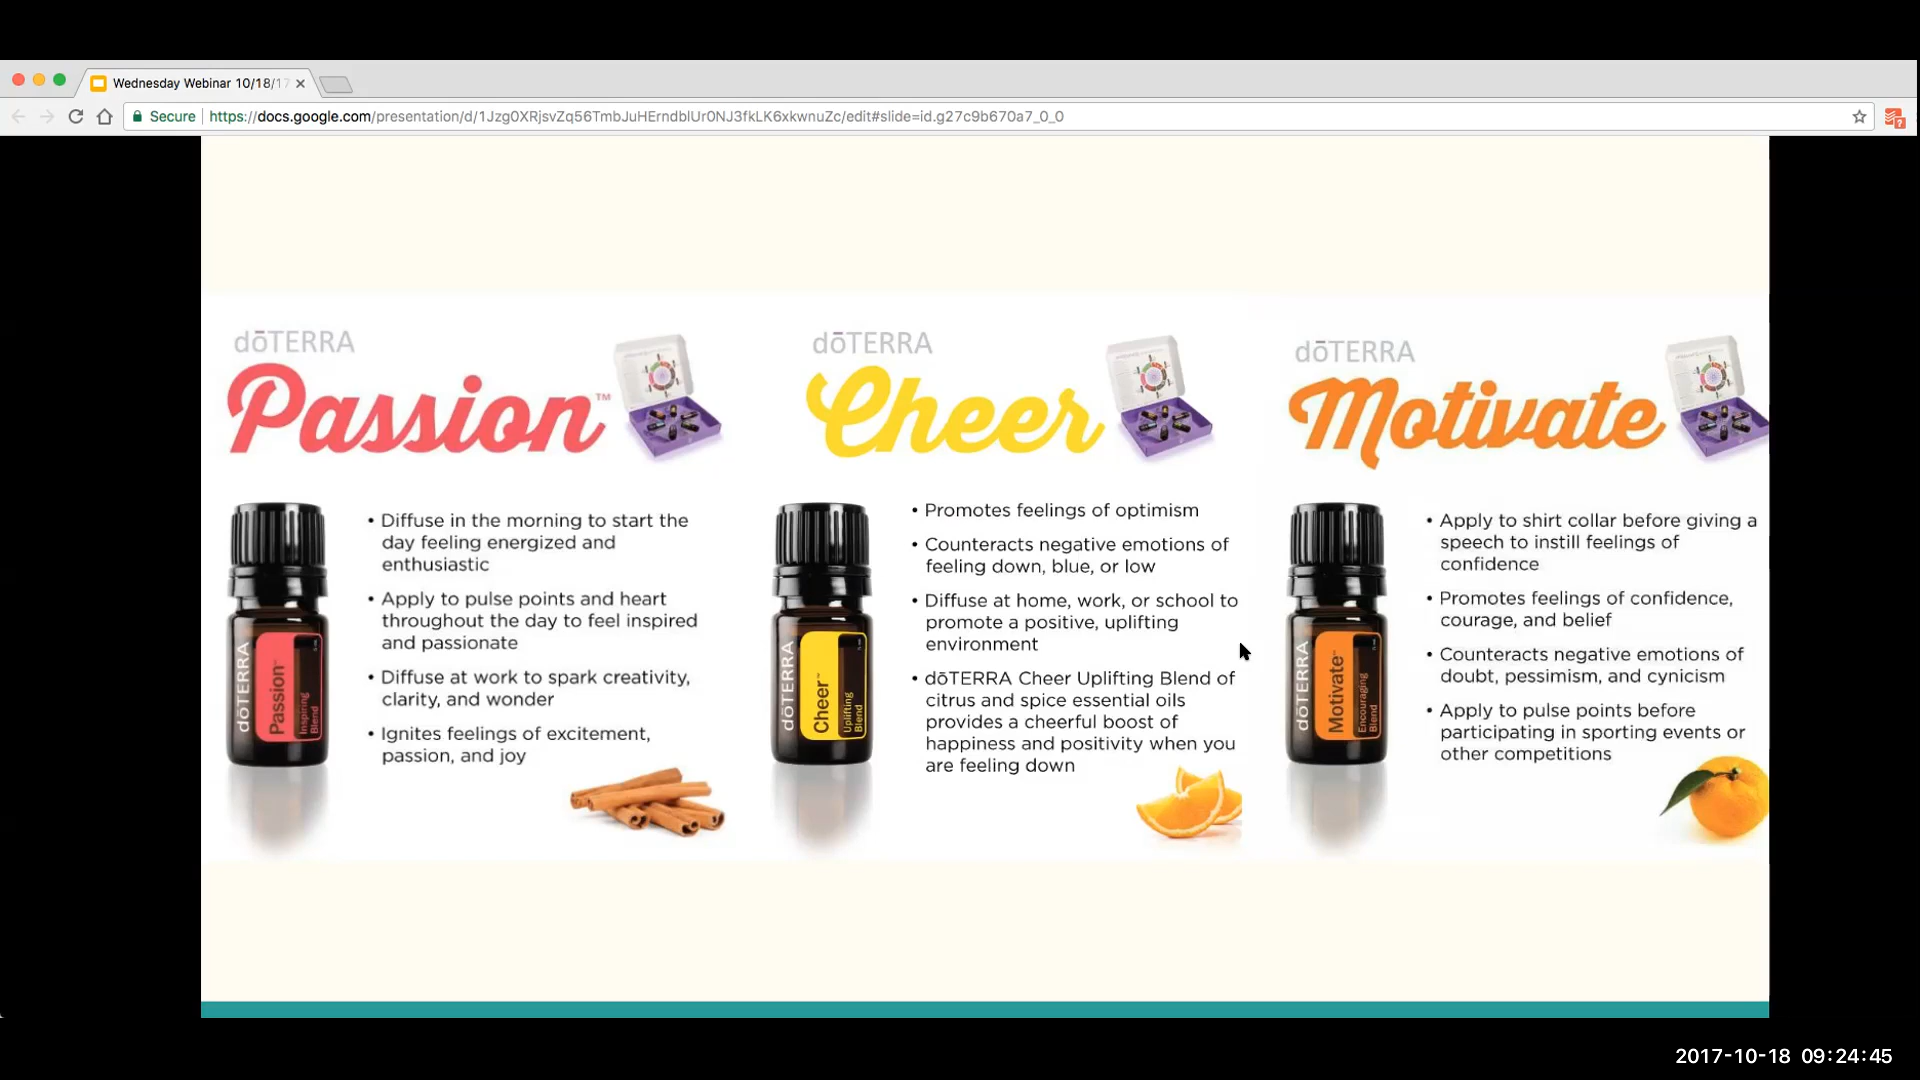 Wednesday Webinar 10/18/17
Secure
https://docs.google.com/presentation/d/1Jzg0XRjsvZq56TmbJuHErndblUr0NJ3fkLK6xkwnuZc/edit#slide=id.g27c9b670a7_0_0
dōTERRA
Passion™
• Diffuse in the morning to start the
day feeling energized and
enthusiastic
• Apply to pulse points and heart
throughout the day to feel inspired
and passionate
• Diffuse at work to spark creativity,
clarity, and wonder
• Ignites feelings of excitement,
passion, and joy
dōTERRA
Passion™
Inspiring
Blend
dōTERRA
Cheer
• Promotes feelings of optimism
• Counteracts negative emotions of
feeling down, blue, or low
• Diffuse at home, work, or school to
promote a positive, uplifting
environment
• dōTERRA Cheer Uplifting Blend of
citrus and spice essential oils
provides a cheerful boost of
happiness and positivity when you
are feeling down
dōTERRA
Cheer™
Uplifting
Blend
dōTERRA
Motivate
• Apply to shirt collar before giving a
speech to instill feelings of
confidence
• Promotes feelings of confidence,
courage, and belief
• Counteracts negative emotions of
doubt, pessimism, and cynicism
• Apply to pulse points before
participating in sporting events or
other competitions
dōTERRA
Motivate™
Encouraging
Blend
2017-10-18 09:24:45